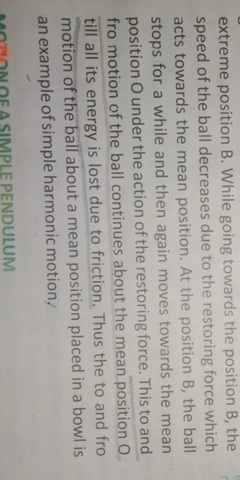 extreme position B. While going towards the position B, the
speed of the ball decreases due to the restoring force which
acts towards the mean position. At the position B, the ball
stops for a while and then again moves towards the mean
position O under the action of the restoring force. This to and
fro motion of the ball continues about the mean position O
till all its energy is lost due to friction. Thus the to and fro
motion of the ball about a mean position placed in a bowl is
an example of simple harmonic motion.
MOTION OF A SIMPLE PENDULUM